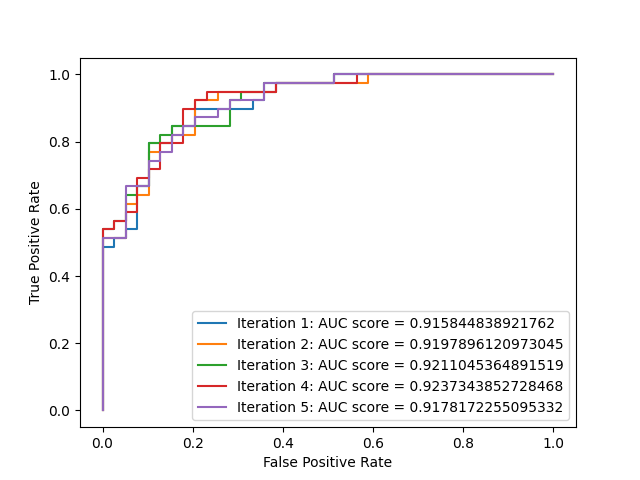 1.0
0.8
0.6
0.4
0.2
0.0
True Positive Rate
Iteration 1: AUC score = 0.915844838921762
Iteration 2: AUC score = 0.9197896120973045
Iteration 3: AUC score = 0.9211045364891519
Iteration 4: AUC score = 0.9237343852728468
Iteration 5: AUC score = 0.9178172255095332
0.0 0.2 0.4 0.6 0.8 1.0
False Positive Rate